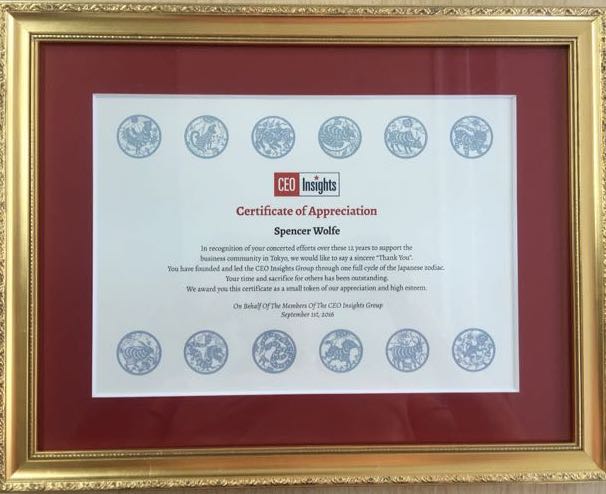 CEO Insights
Certificate of Appreciation
Spencer Wolfe
In recognition of your concerted efforts over these 12 years to support the
business community in Tokyo, we would like to say a sincere "Thank You".
You have founded and led the CEO Insights Group through one full cycle of the Japanese zodiac.
Your time and sacrifice for others has been outstanding.
We award you this certificate as a small token of our appreciation and high esteem.
On Behalf Of The Members Of The CEO Insights Group
September 1st, 2016